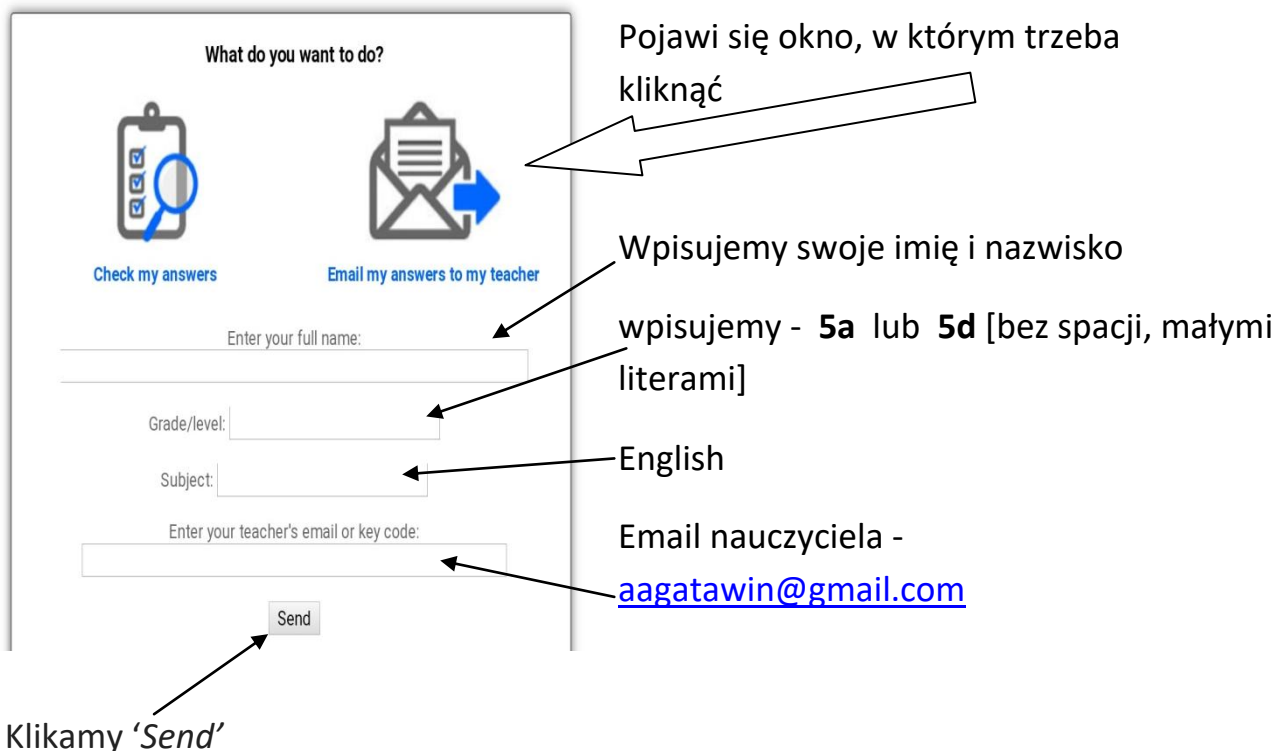 What do you want to do?
Check my answers
Email my answers to my teacher
Enter your full name:
Grade/level:
Subject:
Enter your teacher's email or key code:
Send
Pojawi się okno, w którym trzeba
kliknąć
Wpisujemy swoje imię i nazwisko
wpisujemy - 5a lub 5d [bez spacji, małymi
literami]
English
Email nauczyciela -
aagatawin@gmail.com
Klikamy ‘Send’